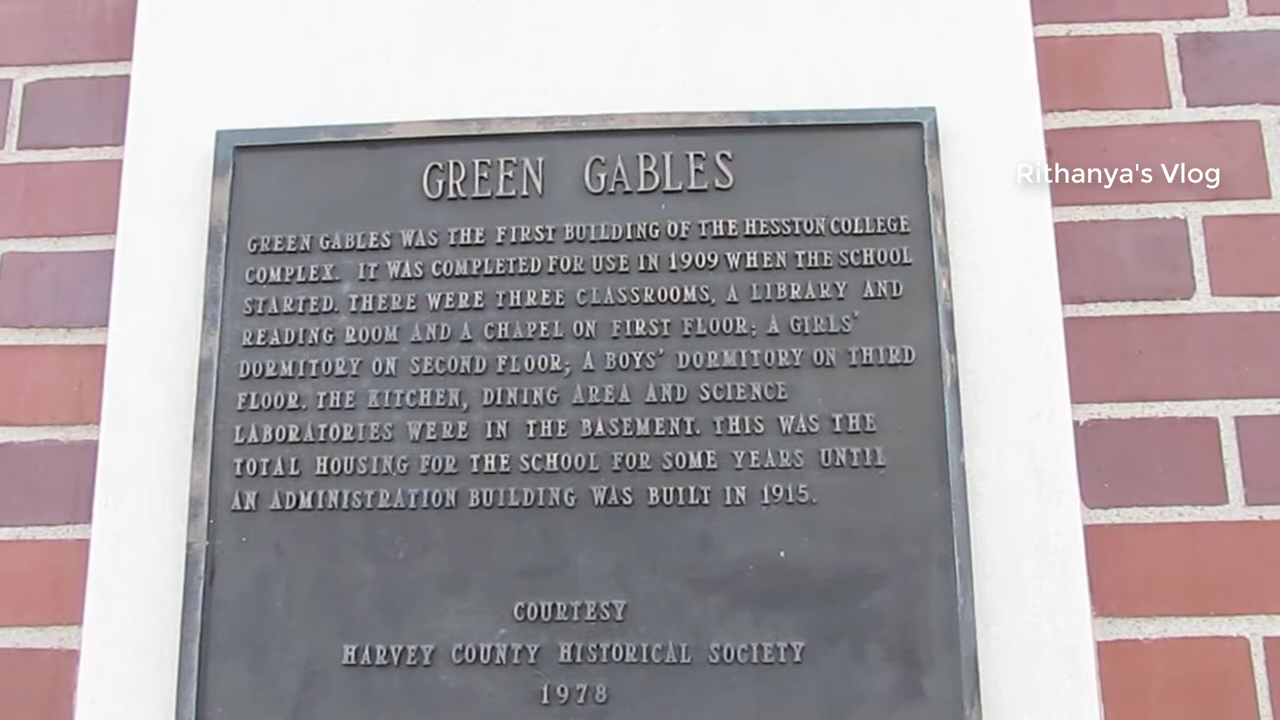 GREEN GABLES
GREEN GABLES WAS THE FIRST BUILDING OF THE HESSTON COLLEGE
COMPLEX. IT WAS COMPLETED FOR USE IN 1909 WHEN THE SCHOOL
STARTED. THERE WERE THREE CLASSROOMS, A LIBRARY AND
READING ROOM AND A CHAPEL ON FIRST FLOOR; A GIRLS'
DORMITORY ON SECOND FLOOR; A BOYS' DORMITORY ON THIRD
FLOOR. THE KITCHEN, DINING AREA AND SCIENCE
LABORATORIES WERE IN THE BASEMENT. THIS WAS THE
TOTAL HOUSING FOR THE SCHOOL FOR SOME YEARS UNTIL
AN ADMINISTRATION BUILDING WAS BUILT IN 1915.
COURTESY
HARVEY COUNTY HISTORICAL SOCIETY
1978
Rithanya's Vlog